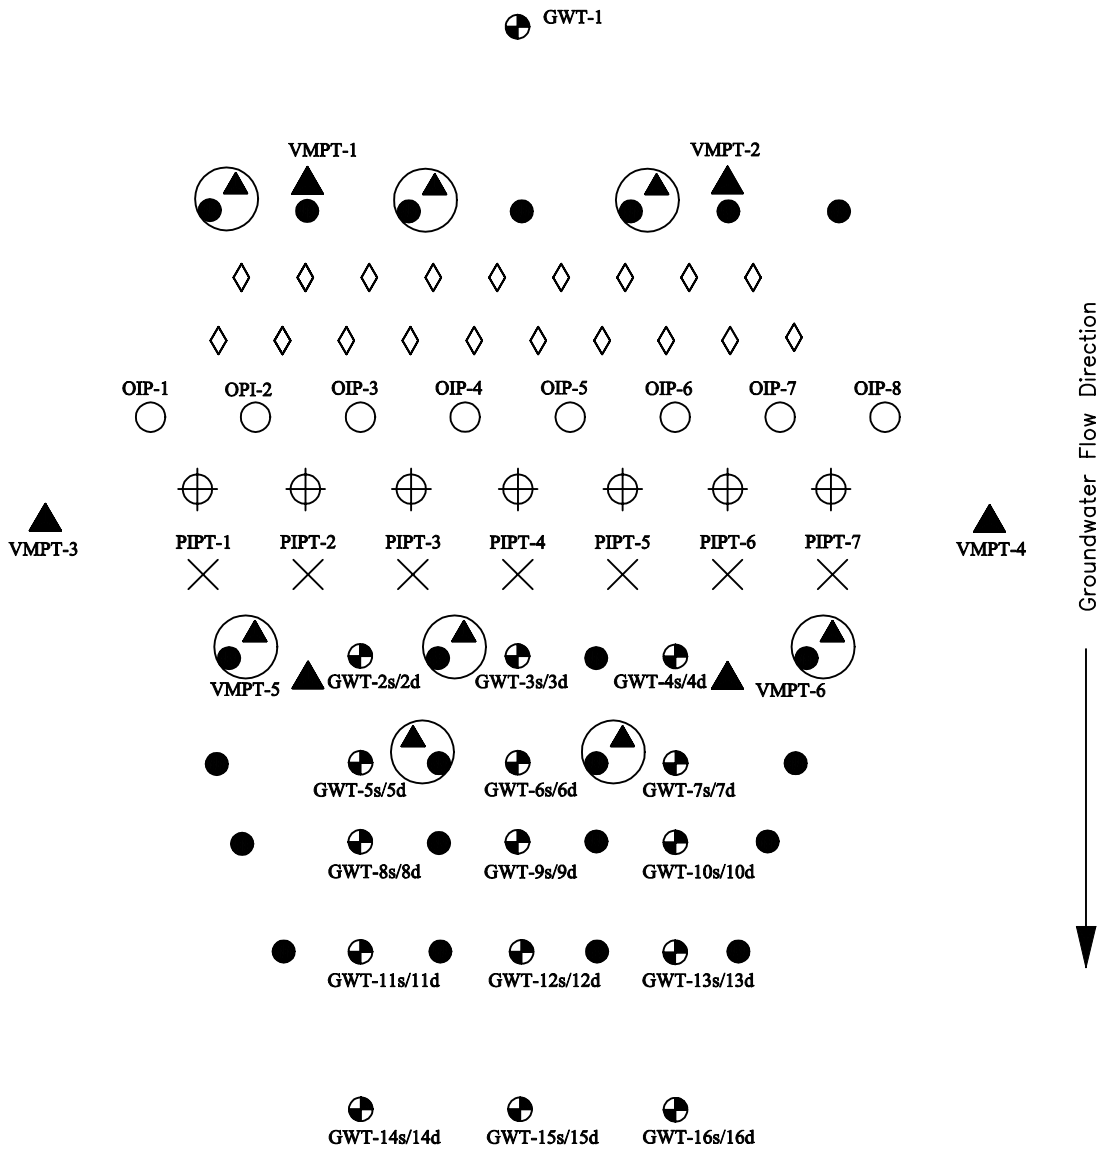 GWT-1
VMPT-1
VMPT-2
OIP-1
OPI-2
OIP-3
OIP-4
OIP-5
OIP-6
OIP-7
OIP-8
Groundwater Flow Direction
VMPT-3
PIPT-1
PIPT-2
PIPT-3
PIPT-4
PIPT-5
PIPT-6
PIPT-7
VMPT-4
VMPT-5
GWT-2s/2d
GWT-3s/3d
GWT-4s/4d
VMPT-6
GWT-5s/5d
GWT-6s/6d
GWT-7s/7d
GWT-8s/8d
GWT-9s/9d
GWT-10s/10d
GWT-11s/11d
GWT-12s/12d
GWT-13s/13d
GWT-14s/14d
GWT-15s/15d
GWT-16s/16d